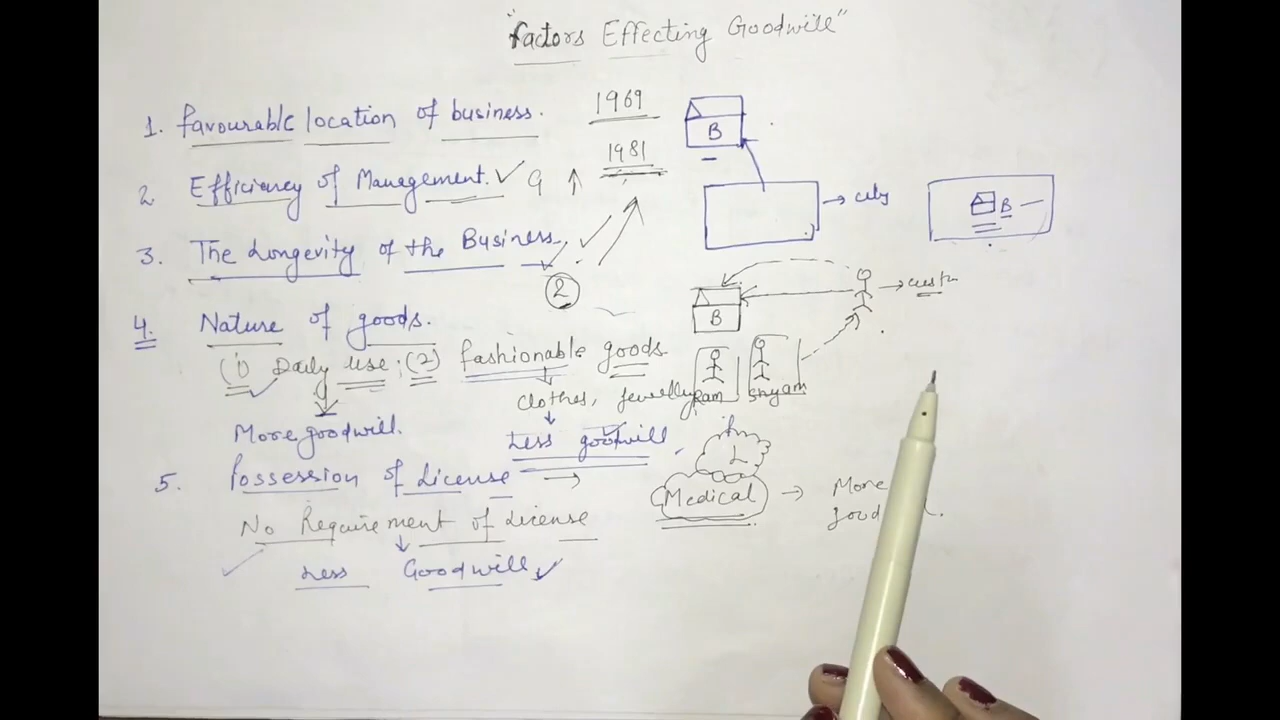 "Factors Effecting Goodwill"
1. Favourable location of business. 1969
B
1981
2 Efficiency of Management. ✓ G ↑
→ city
B
3. The Longevity of the Business
2
→ custm
B
4. Nature of goods.
(1) Daily use; (2) Fashionable goods
Clothes, Jewelly
Ram Shyam
More goodwill.
Less goodwill
L
5. Possession of License →
Medical → More
No Requirement of License
Less Goodwill